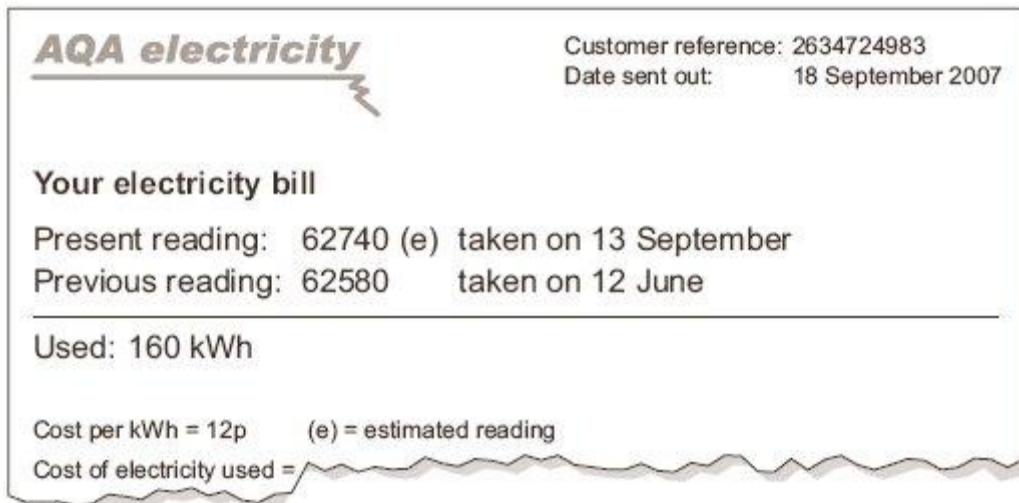 AQA electricity
Customer reference: 2634724983
Date sent out: 18 September 2007
Your electricity bill
Present reading: 62740 (e) taken on 13 September
Previous reading: 62580 taken on 12 June
Used: 160 kWh
Cost per kWh = 12p (e) = estimated reading
Cost of electricity used =